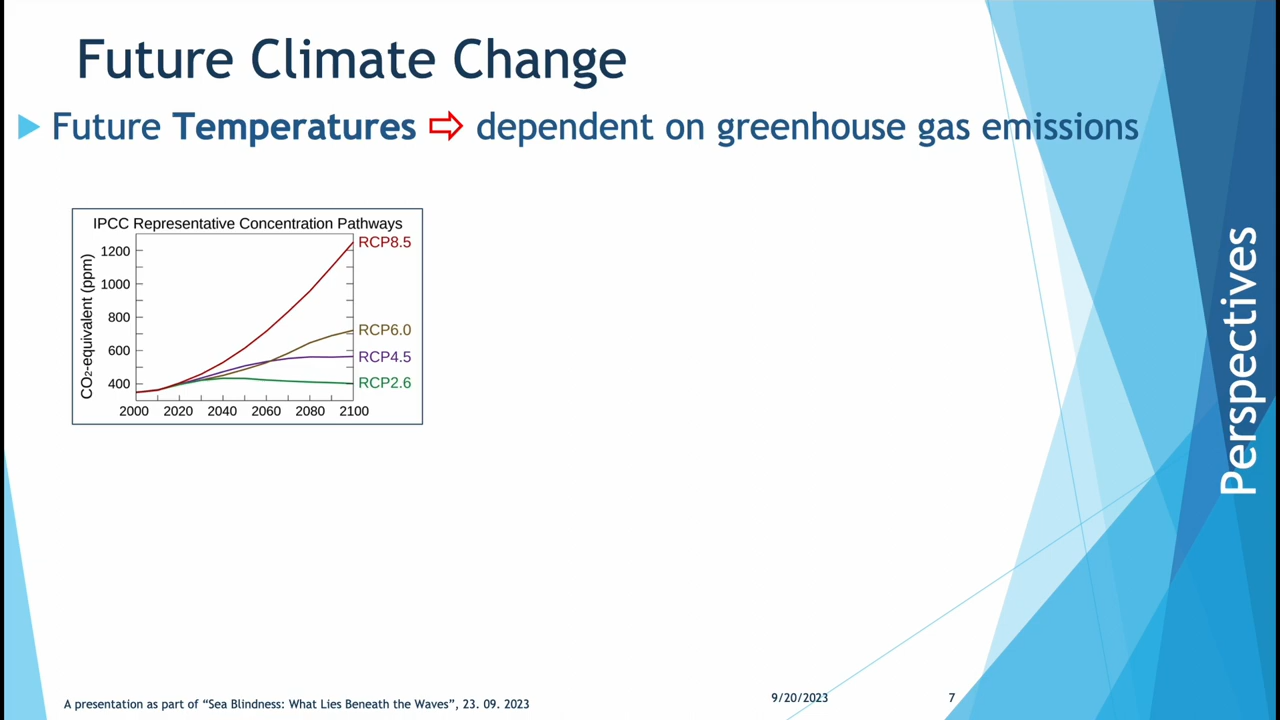 Future Climate Change
Future Temperatures ⇨ dependent on greenhouse gas emissions
IPCC Representative Concentration Pathways
CO₂-equivalent (ppm)
1200
1000
800
600
400
2000 2020 2040 2060 2080 2100
RCP8.5
RCP6.0
RCP4.5
RCP2.6
Perspectives
A presentation as part of “Sea Blindness: What Lies Beneath the Waves”, 23. 09. 2023
9/20/2023
7